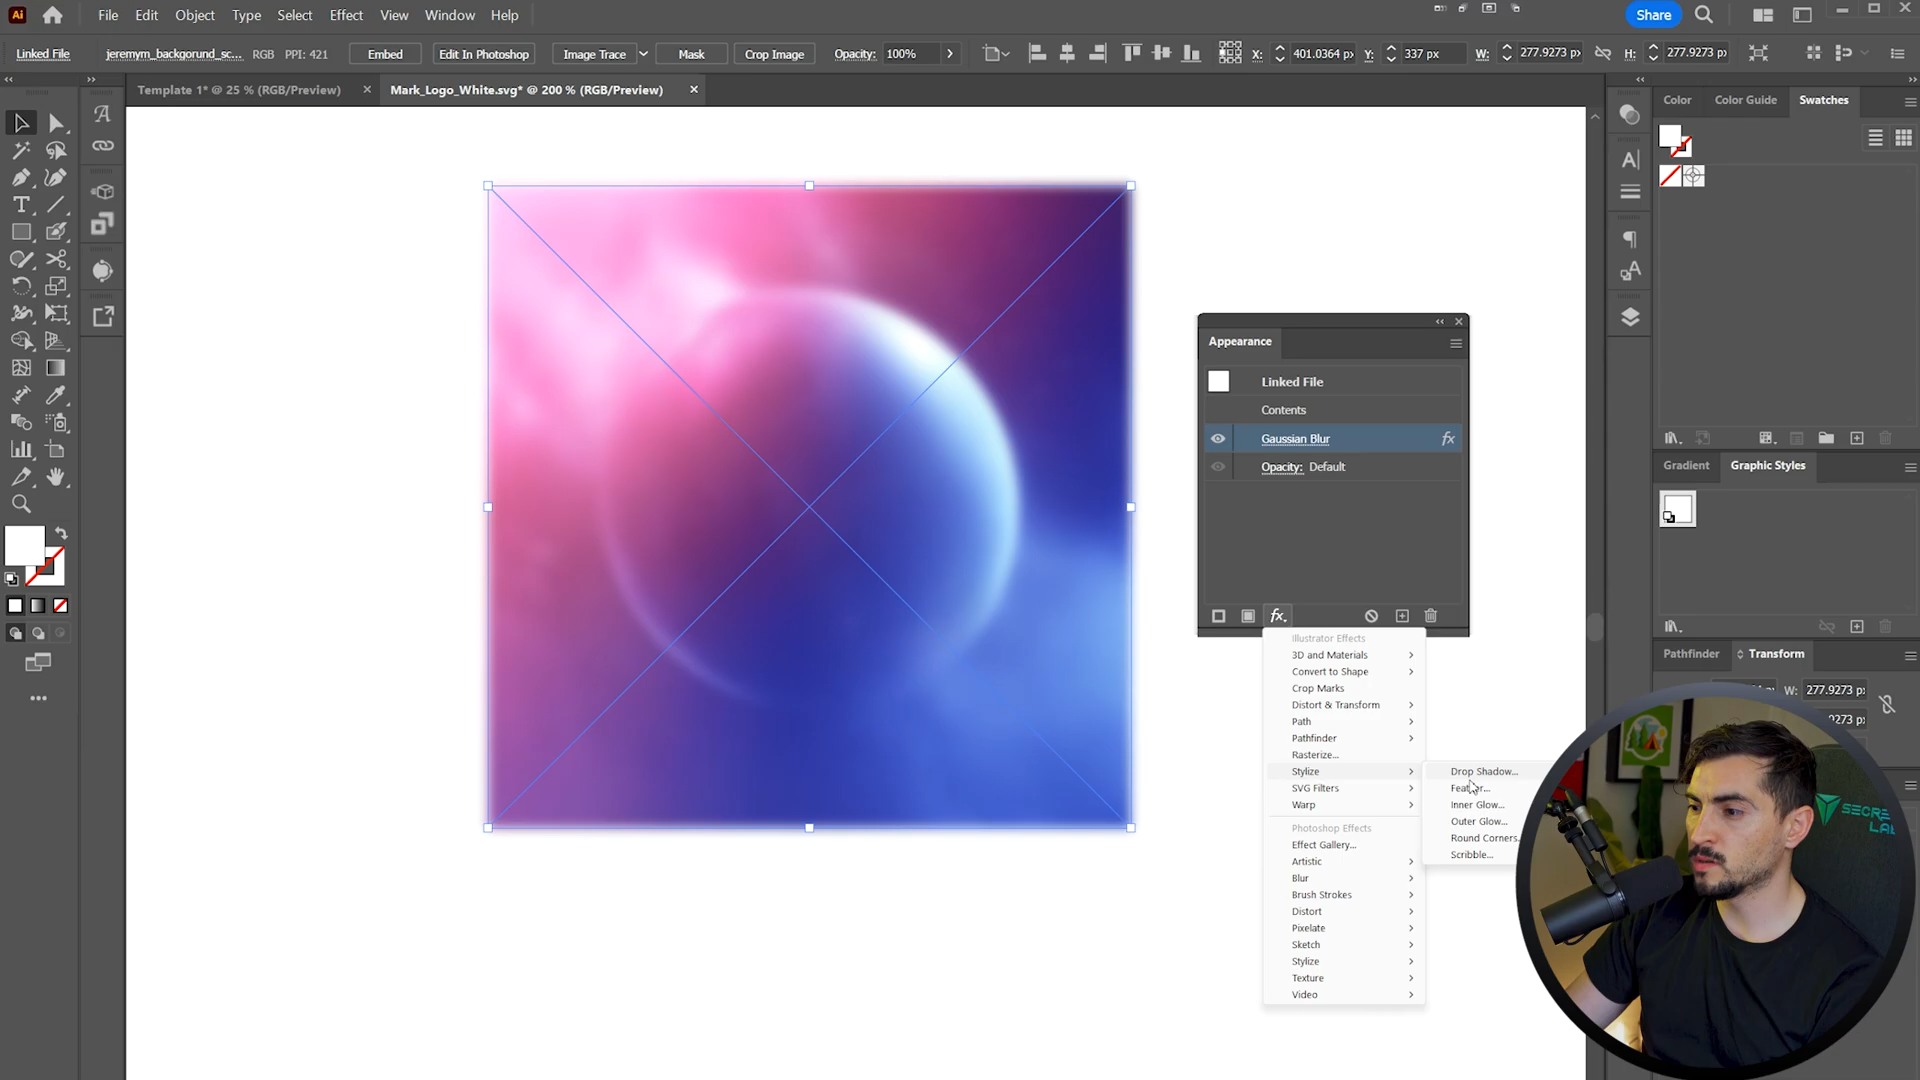 Ai File Edit Object Type Select Effect View Window Help Share
Linked File jeremym_backgorund_sc... RGB PPI: 421 Embed Edit In Photoshop Image Trace Mask Crop Image Opacity: 100% X: 401.0364 px Y: 337 px W: 277.9273 px H: 277.9273 px
Template 1* @ 25 % (RGB/Preview) Mark_Logo_White.svg* @ 200 % (RGB/Preview)
Color Color Guide Swatches
Appearance
Linked File
Contents
Gaussian Blur fx
Opacity: Default
Gradient Graphic Styles
fx.
Illustrator Effects
3D and Materials
Convert to Shape
Crop Marks
Distort & Transform
Path
Pathfinder
Rasterize...
Stylize
SVG Filters
Warp
Photoshop Effects
Effect Gallery...
Artistic
Blur
Brush Strokes
Distort
Pixelate
Sketch
Stylize
Texture
Video
Drop Shadow...
Inner Glow...
Outer Glow...
Round Corners.
Scribble...
Pathfinder Transform
W: 277.9273 px